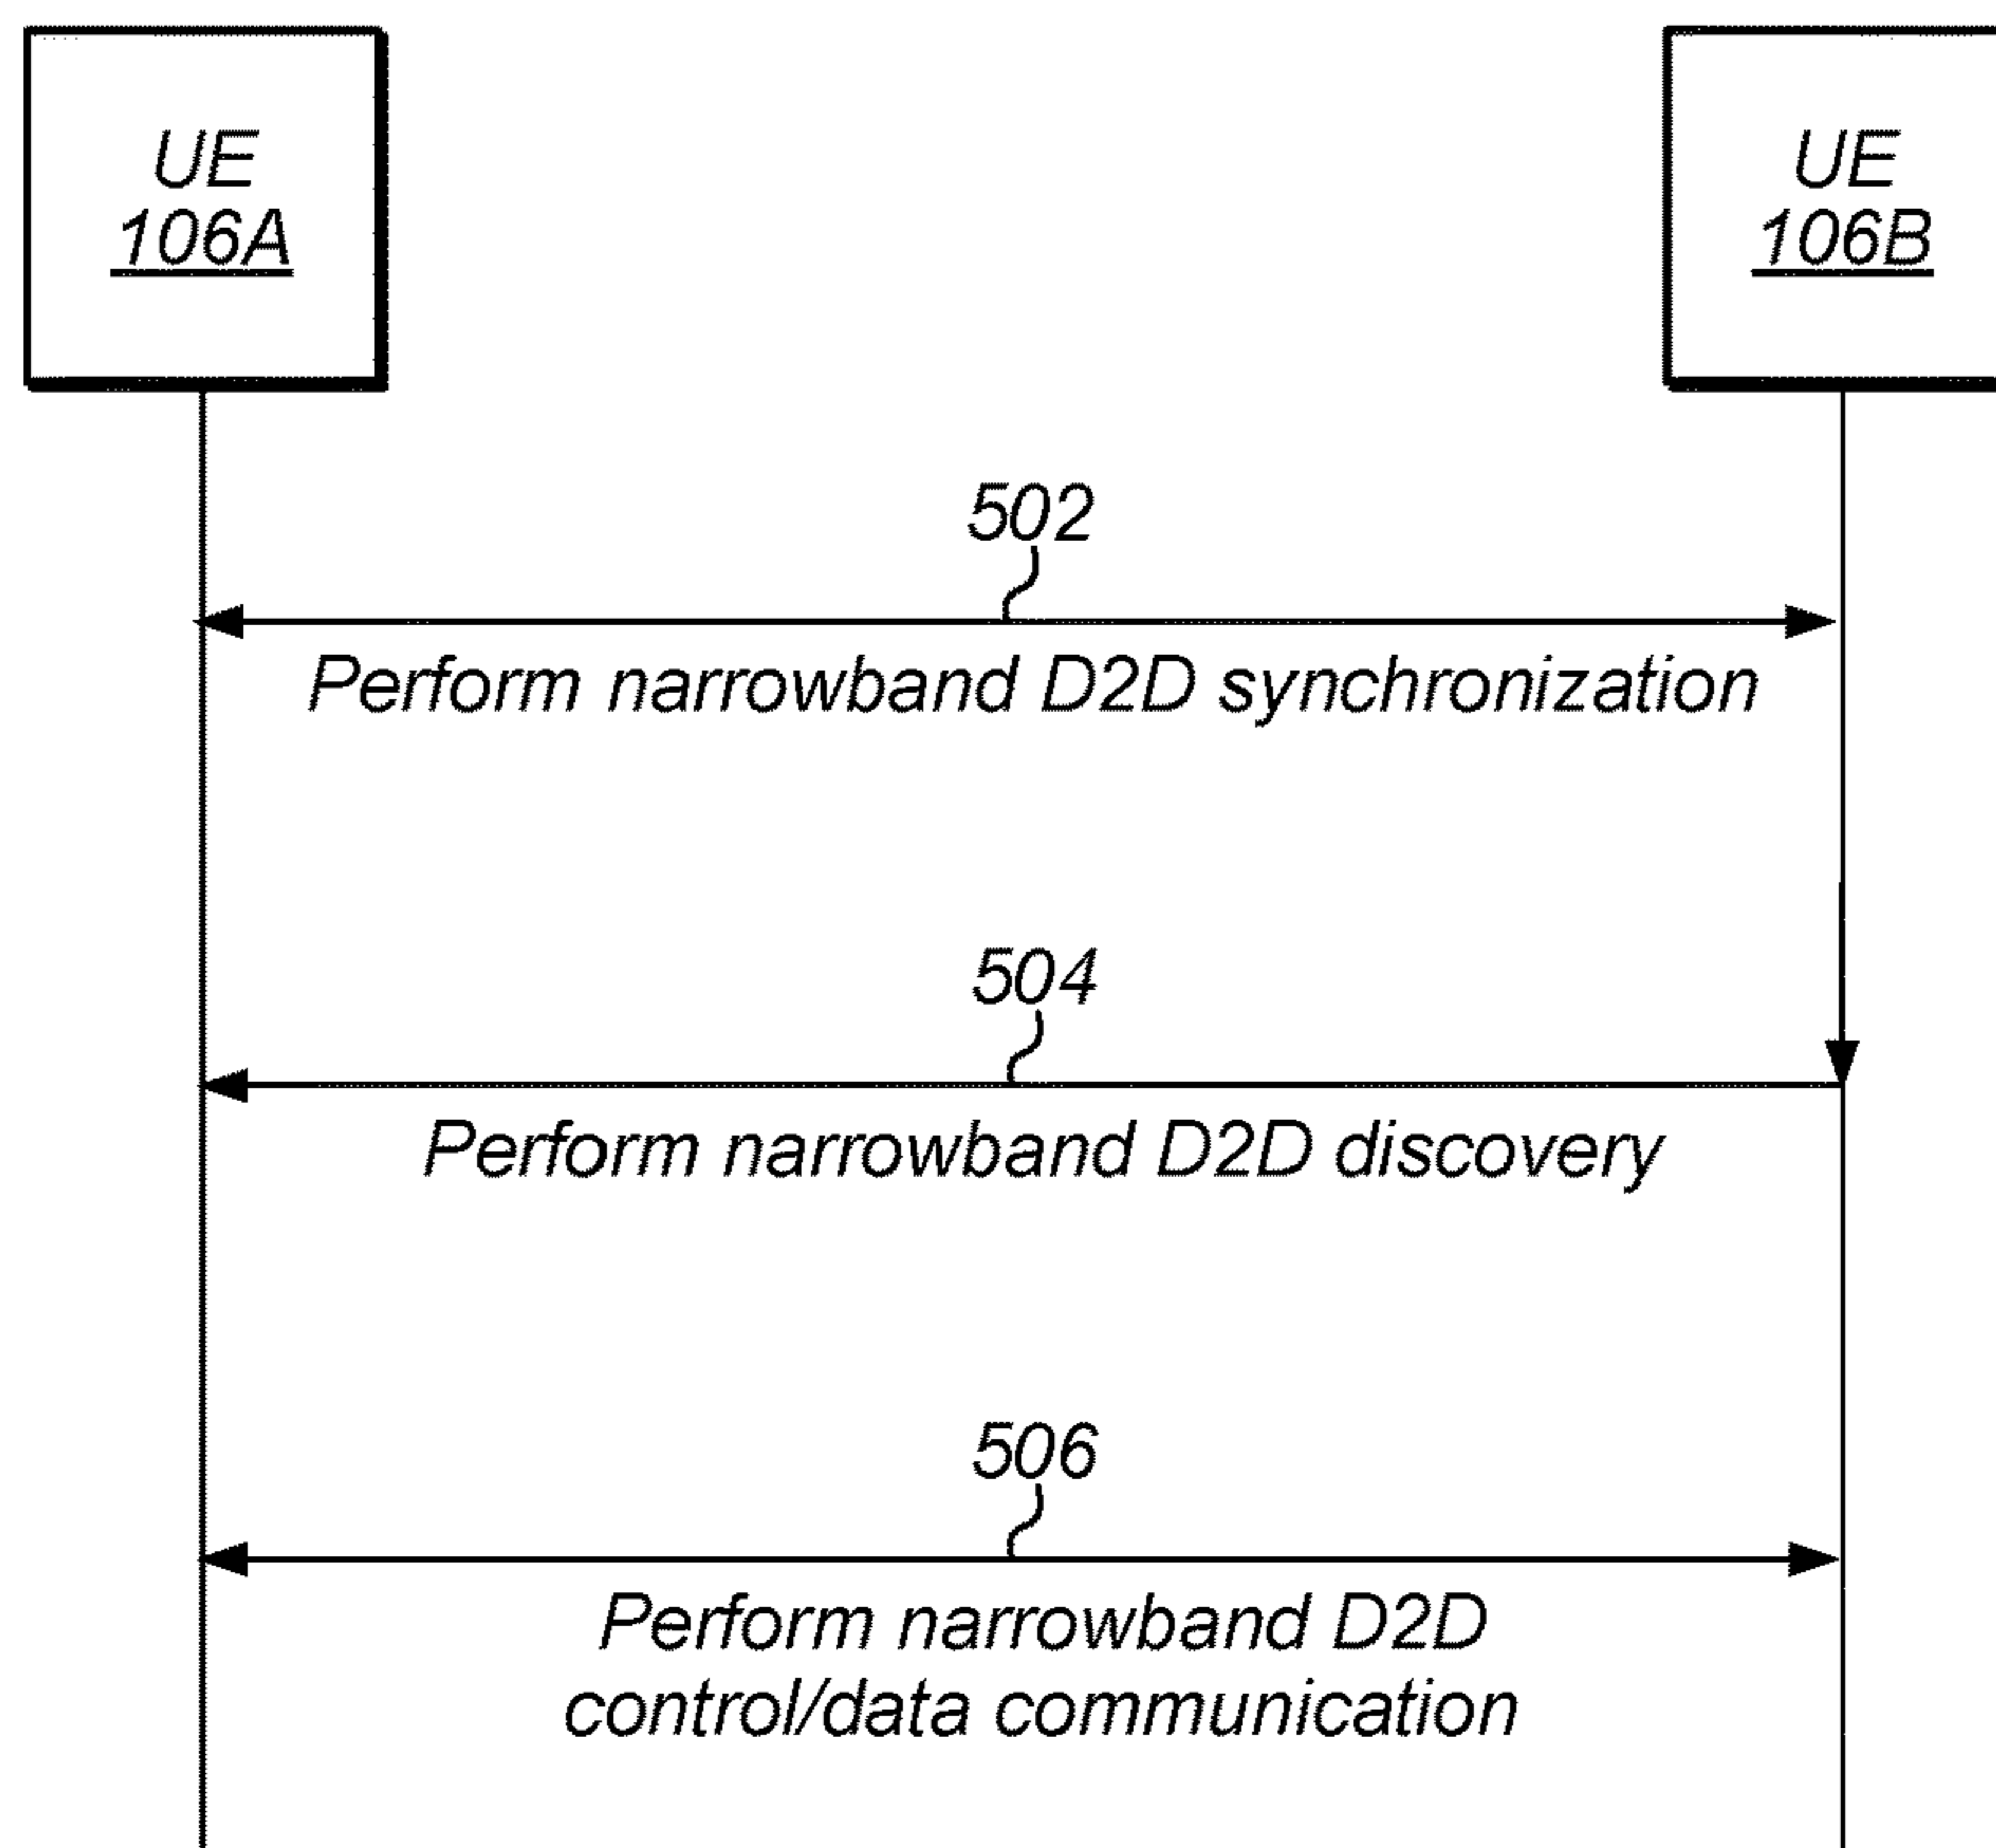 UE
106A
UE
106B
502
Perform narrowband D2D synchronization
504
Perform narrowband D2D discovery
506
Perform narrowband D2D
control/data communication